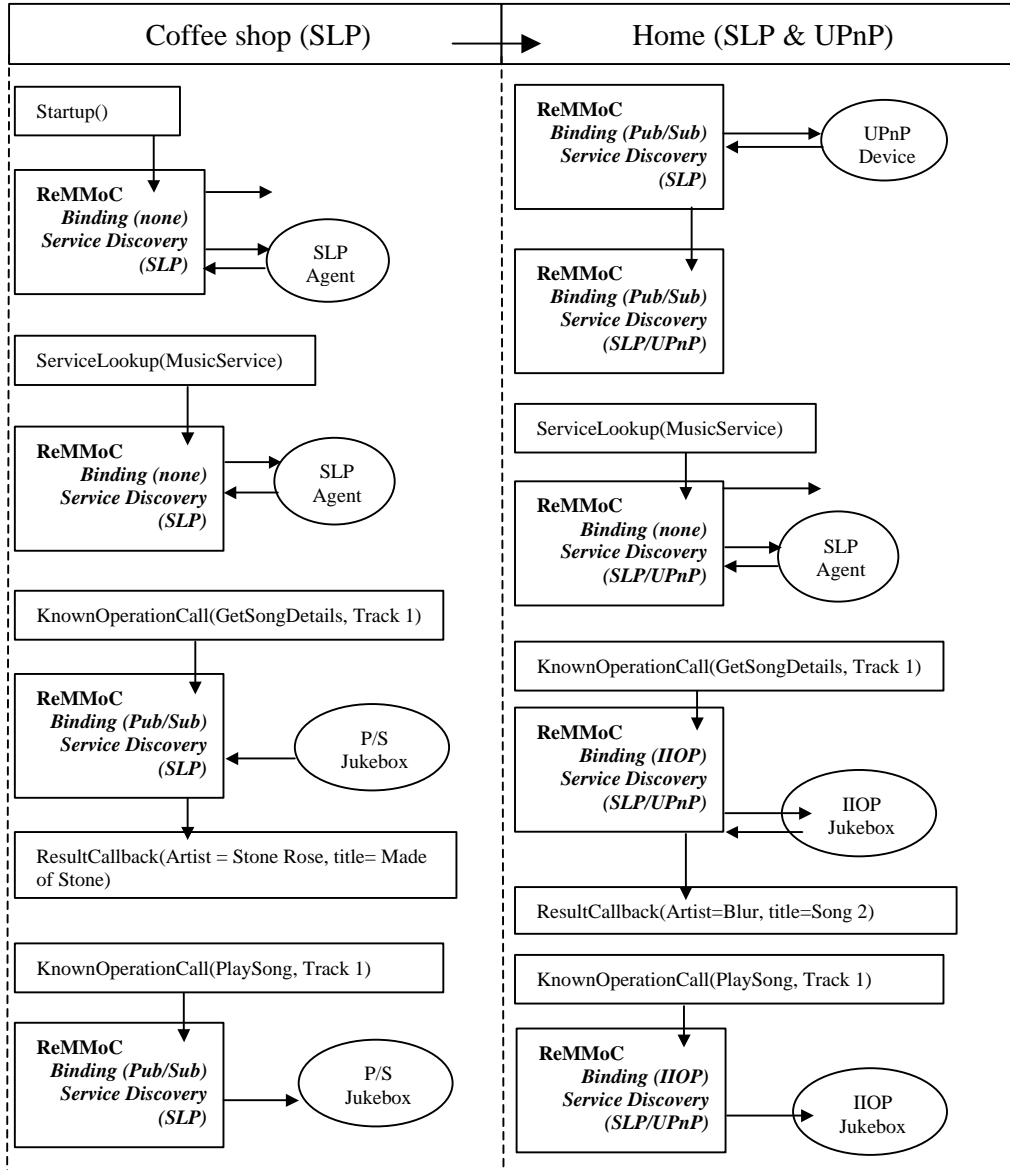 Coffee shop (SLP)
Home (SLP & UPnP)
Startup()
ReMMoC
Binding (none)
Service Discovery
(SLP)
SLP
Agent
ServiceLookup(MusicService)
ReMMoC
Binding (none)
Service Discovery
(SLP)
SLP
Agent
KnownOperationCall(GetSongDetails, Track 1)
ReMMoC
Binding (Pub/Sub)
Service Discovery
(SLP)
P/S
Jukebox
ResultCallback(Artist = Stone Rose, title= Made
of Stone)
KnownOperationCall(PlaySong, Track 1)
ReMMoC
Binding (Pub/Sub)
Service Discovery
(SLP)
P/S
Jukebox
ReMMoC
Binding (Pub/Sub)
Service Discovery
(SLP)
UPnP
Device
ReMMoC
Binding (Pub/Sub)
Service Discovery
(SLP/UPnP)
ServiceLookup(MusicService)
ReMMoC
Binding (none)
Service Discovery
(SLP/UPnP)
SLP
Agent
KnownOperationCall(GetSongDetails, Track 1)
ReMMoC
Binding (IIOP)
Service Discovery
(SLP/UPnP)
IIOP
Jukebox
ResultCallback(Artist=Blur, title=Song 2)
KnownOperationCall(PlaySong, Track 1)
ReMMoC
Binding (IIOP)
Service Discovery
(SLP/UPnP)
IIOP
Jukebox